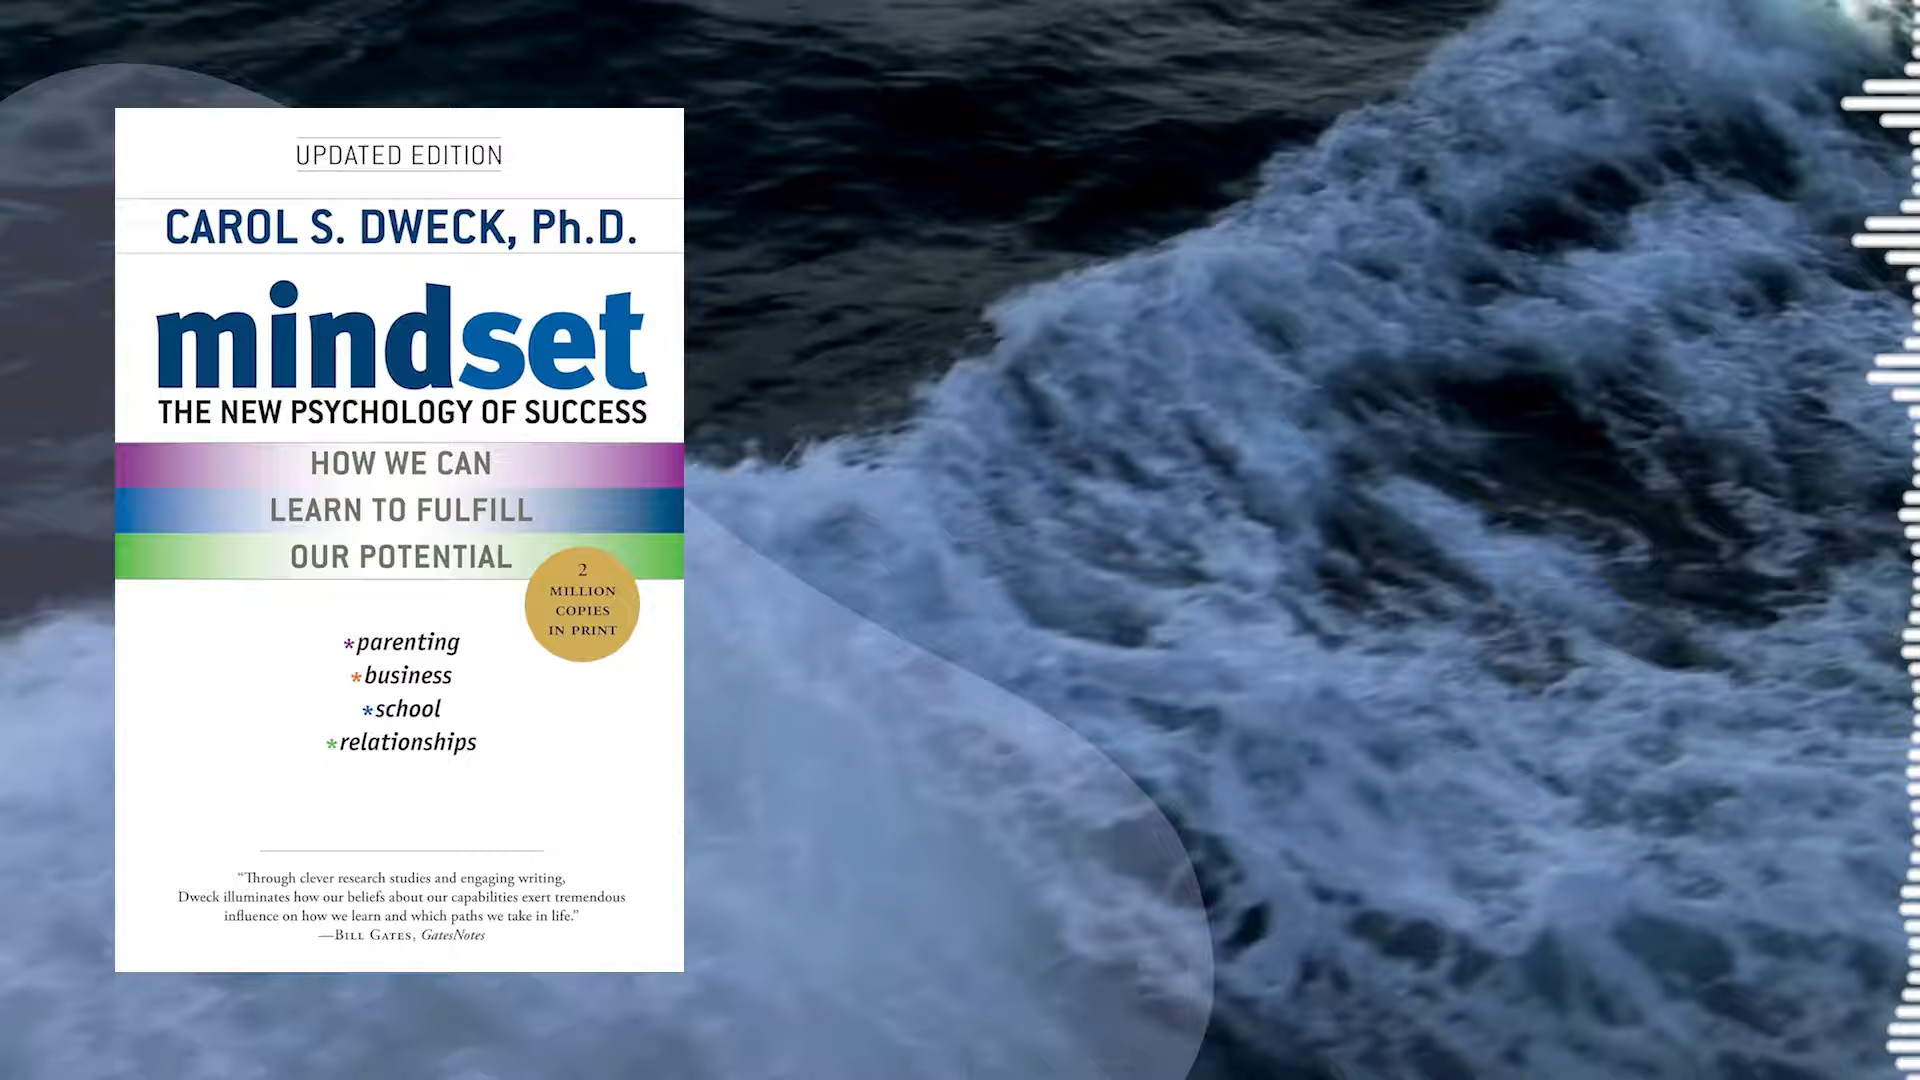 UPDATED EDITION
CAROL S. DWECK, Ph.D.
mindset
THE NEW PSYCHOLOGY OF SUCCESS
HOW WE CAN
LEARN TO FULFILL
OUR POTENTIAL
2
MILLION
COPIES
IN PRINT
*parenting
*business
*school
*relationships
“Through clever research studies and engaging writing,
Dweck illuminates how our beliefs about our capabilities exert tremendous
influence on how we learn and which paths we take in life.”
—BILL GATES, GatesNotes